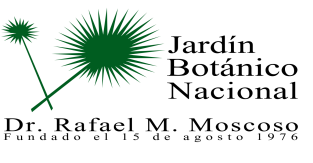 Jardín
Botánico
Nacional
Dr. Rafael M. Moscoso
Fundado el 15 de agosto 1976